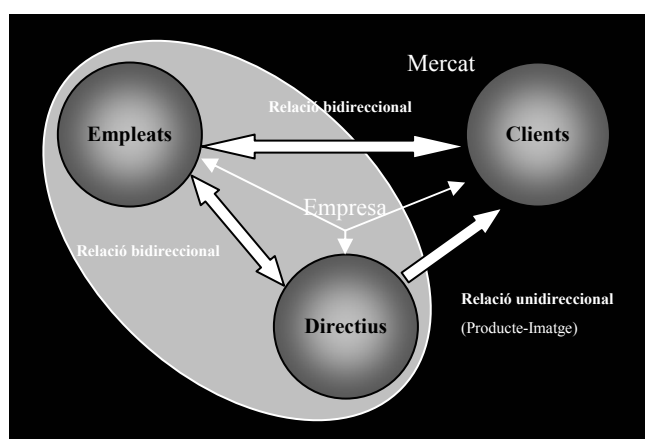 Mercat
Relació bidireccional
Empleats
Clients
Empresa
Relació bidireccional
Relació unidireccional
Directius
(Producte-Imatge)